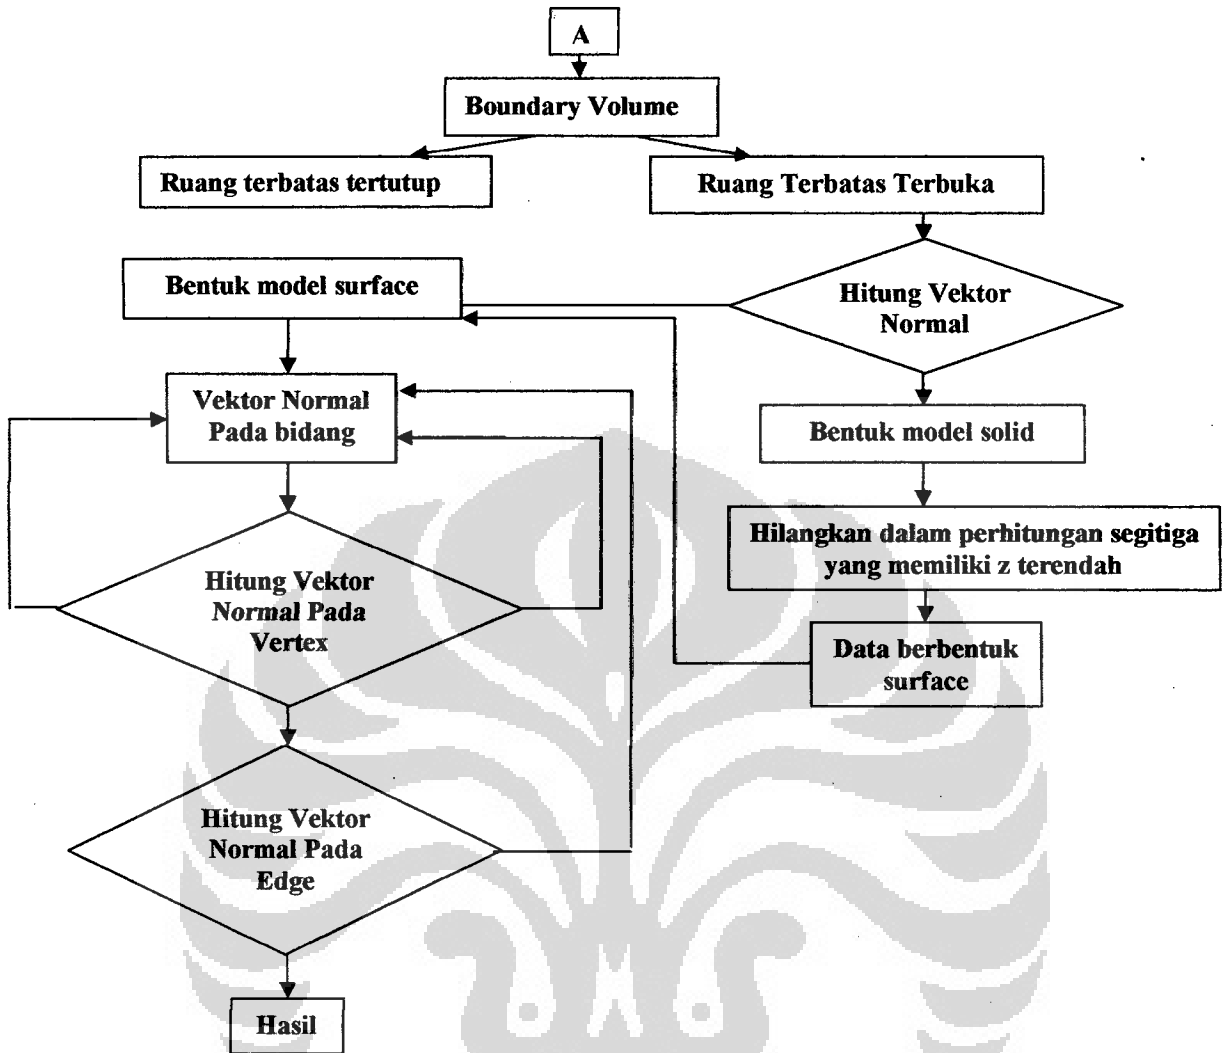 A
Boundary Volume
Ruang terbatas tertutup
Ruang Terbatas Terbuka
Bentuk model surface
Hitung Vektor
Normal
Vektor Normal
Pada bidang
Bentuk model solid
Hilangkan dalam perhitungan segitiga
yang memiliki z terendah
Hitung Vektor
Normal Pada
Vertex
Data berbentuk
surface
Hitung Vektor
Normal Pada
Edge
Hasil